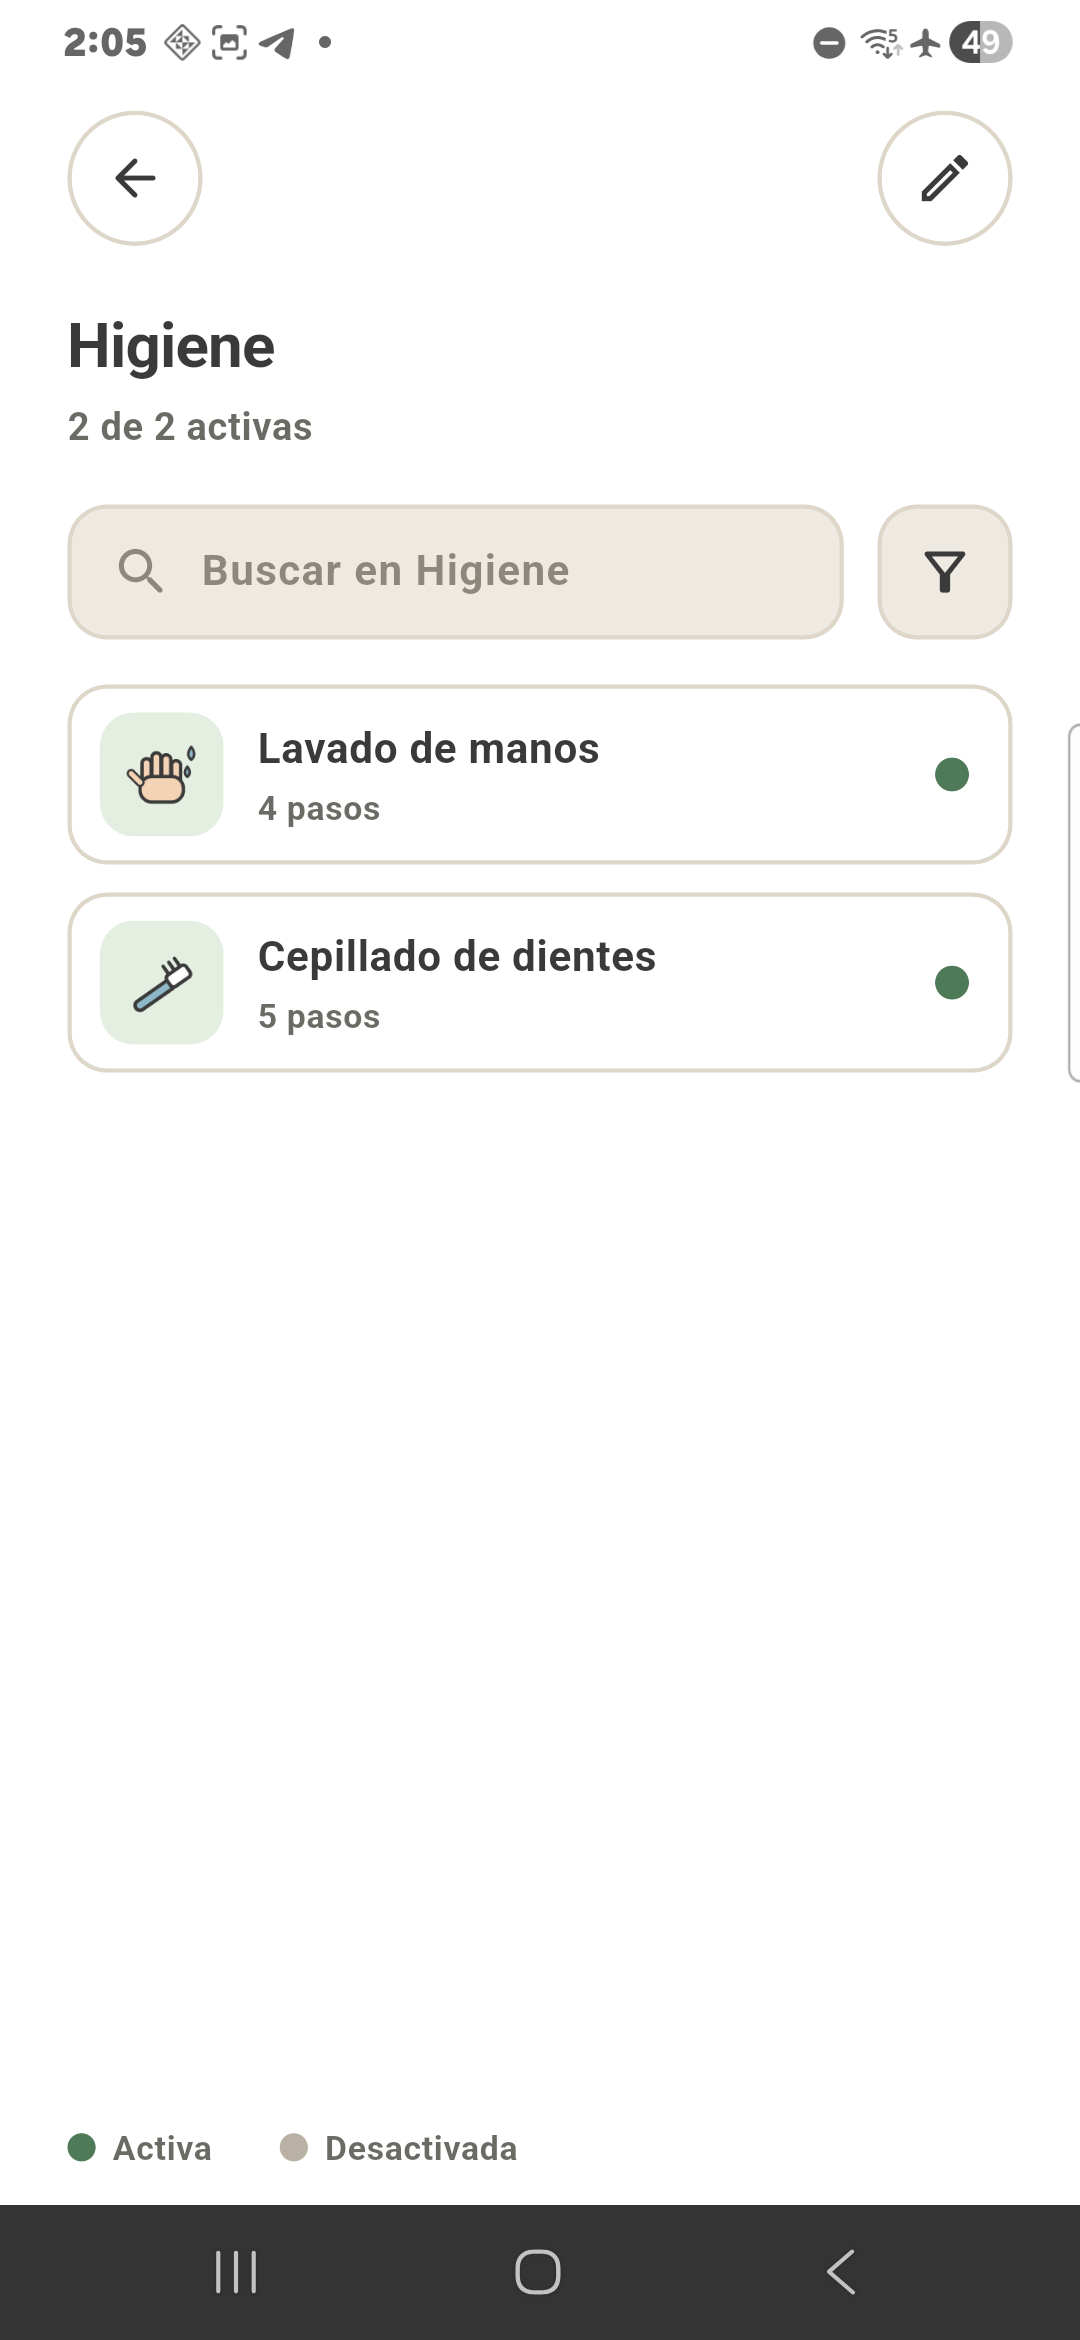 2:05
5
49
Higiene
2 de 2 activas
Buscar en Higiene
Lavado de manos
4 pasos
Cepillado de dientes
5 pasos
Activa
Desactivada